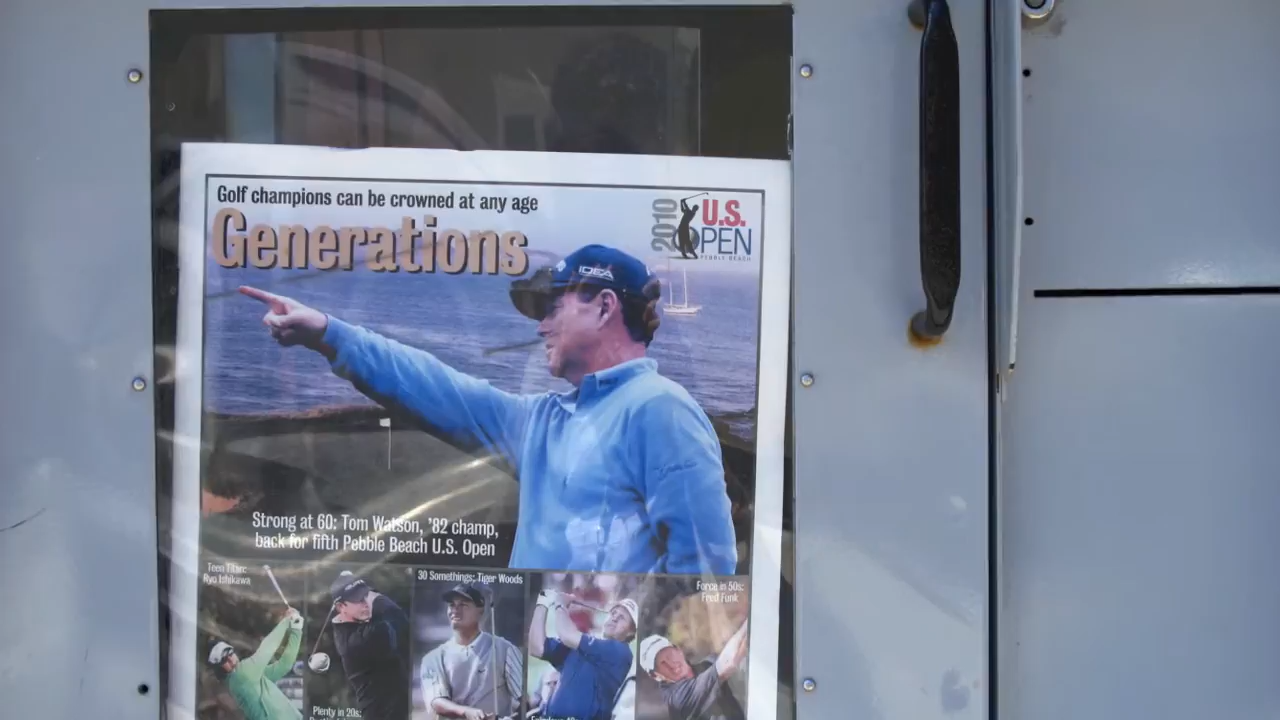 Golf champions can be crowned at any age
Generations
2010
U.S.
OPEN
PEBBLE BEACH
IDEA
Strong at 60: Tom Watson, '82 champ,
back for fifth Pebble Beach U.S. Open
Teen Titan:
Ryo Ishikawa
30 Somethings: Tiger Woods
Force in 50s:
Fred Funk
Plenty in 20s: